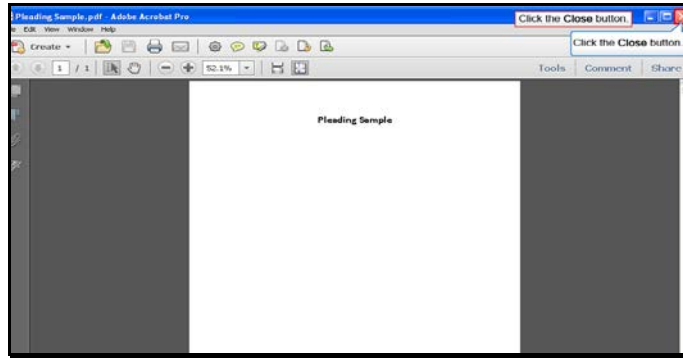 Pleading Sample.pdf - Adobe Acrobat Pro
Click the Close button.
Edit View Window Help
Create
Click the Close button.
1 / 1
52.1%
Tools Comment Share
Pleading Sample